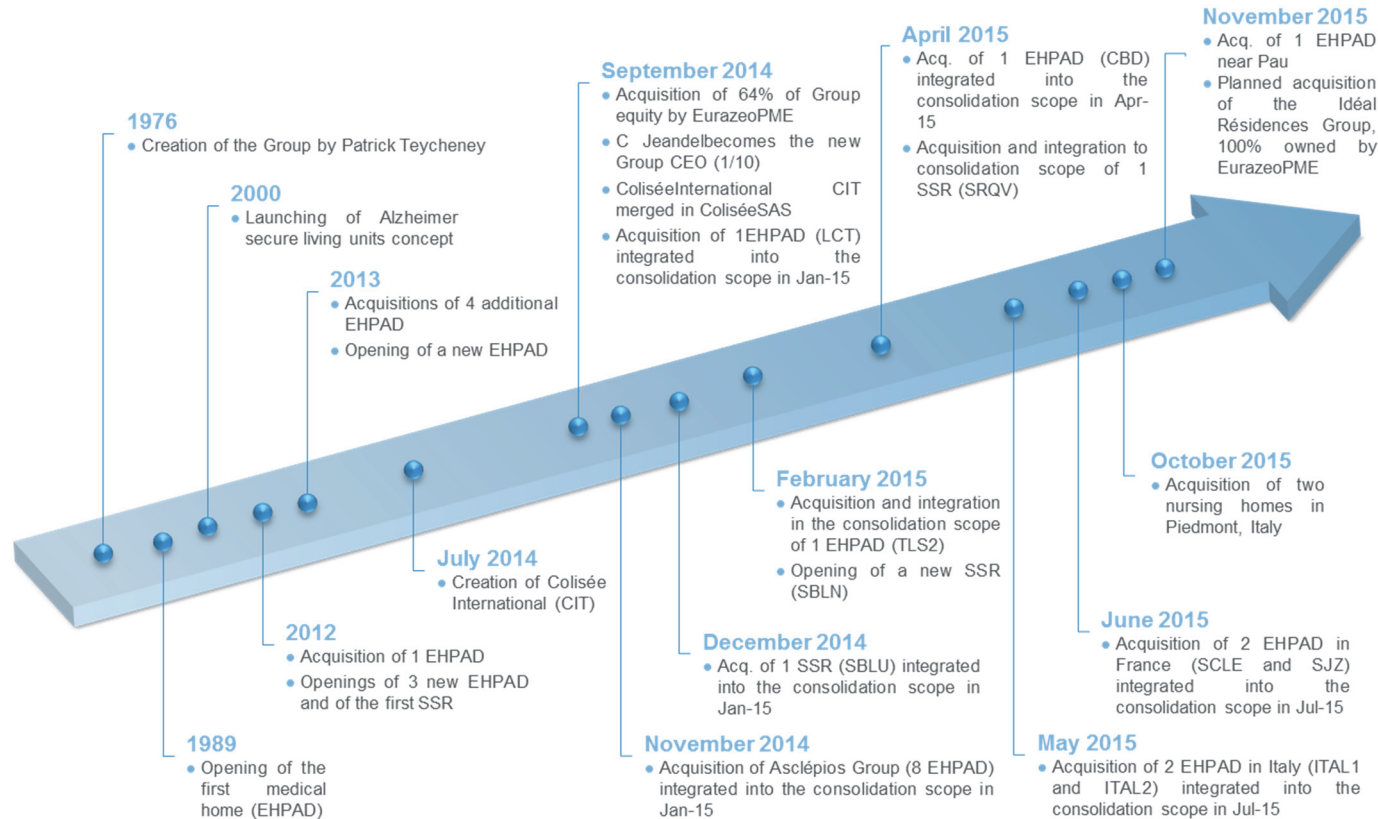 1976
• Creation of the Group by Patrick Teycheney
2000
• Launching of Alzheimer
secure living units concept
2013
• Acquisitions of 4 additional
EHPAD
• Opening of a new EHPAD
September 2014
• Acquisition of 64% of Group
equity by EurazeoPME
• C Jeandelbecomes the new
Group CEO (1/10)
• ColiséeInternational CIT
merged in ColiséeSAS
• Acquisition of 1EHPAD (LCT)
integrated into the
consolidation scope in Jan-15
April 2015
• Acq. of 1 EHPAD (CBD)
integrated into the
consolidation scope in Apr-
15
• Acquisition and integration to
consolidation scope of 1
SSR (SRQV)
November 2015
• Acq. of 1 EHPAD
near Pau
• Planned acquisition
of the Idéal
Résidences Group,
100% owned by
EurazeoPME
1989
• Opening of the
first medical
home (EHPAD)
2012
• Acquisition of 1 EHPAD
• Openings of 3 new EHPAD
and of the first SSR
July 2014
• Creation of Colisée
International (CIT)
November 2014
• Acquisition of Asclépios Group (8 EHPAD)
integrated into the consolidation scope in
Jan-15
December 2014
• Acq. of 1 SSR (SBLU) integrated
into the consolidation scope in
Jan-15
February 2015
• Acquisition and integration
in the consolidation scope
of 1 EHPAD (TLS2)
• Opening of a new SSR
(SBLN)
May 2015
• Acquisition of 2 EHPAD in Italy (ITAL1
and ITAL2) integrated into the
consolidation scope in Jul-15
June 2015
• Acquisition of 2 EHPAD in
France (SCLE and SJZ)
integrated into the
consolidation scope in Jul-15
October 2015
• Acquisition of two
nursing homes in
Piedmont, Italy